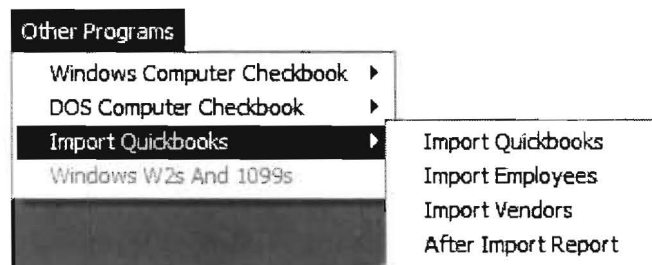 Other Programs
Windows Computer Checkbook
DOS Computer Checkbook
Import Quickbooks
Windows W2s And 1099s
Import Quickbooks
Import Employees
Import Vendors
After Import Report